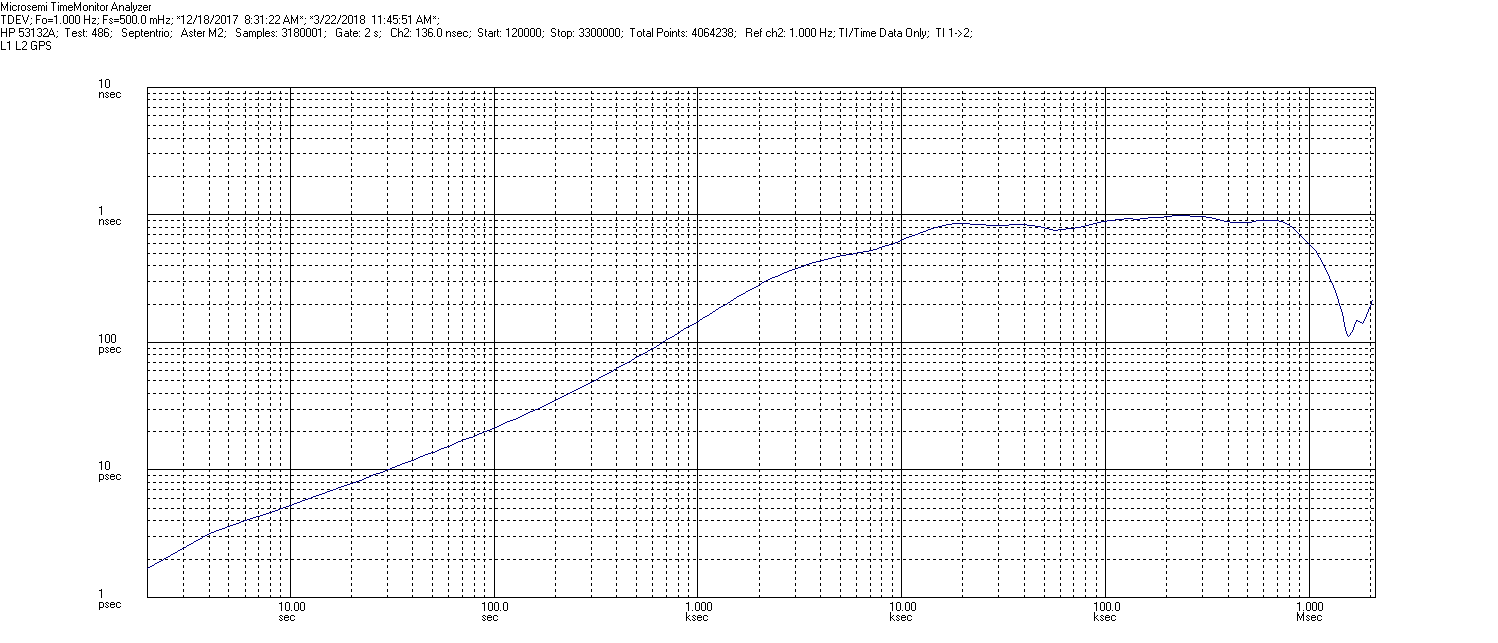 Microsemi TimeMonitor Analyzer
TDEV; Fo=1.000 Hz; Fs=500.0 mHz; *12/18/2017 8:31:22 AM*; *3/22/2018 11:45:51 AM*;
HP 53132A; Test: 486; Septentrio; Aster M2; Samples: 3180001; Gate: 2 s; Ch2: 136.0 nsec; Start: 120000; Stop: 3300000; Total Points: 4064238; Ref ch2: 1.000 Hz; TI/Time Data Only; TI 1->2;
L1 L2 GPS
10
nsec
1
nsec
100
psec
10
psec
1
psec
10.00
sec
100.0
sec
1.000
ksec
10.00
ksec
100.0
ksec
1.000
Msec